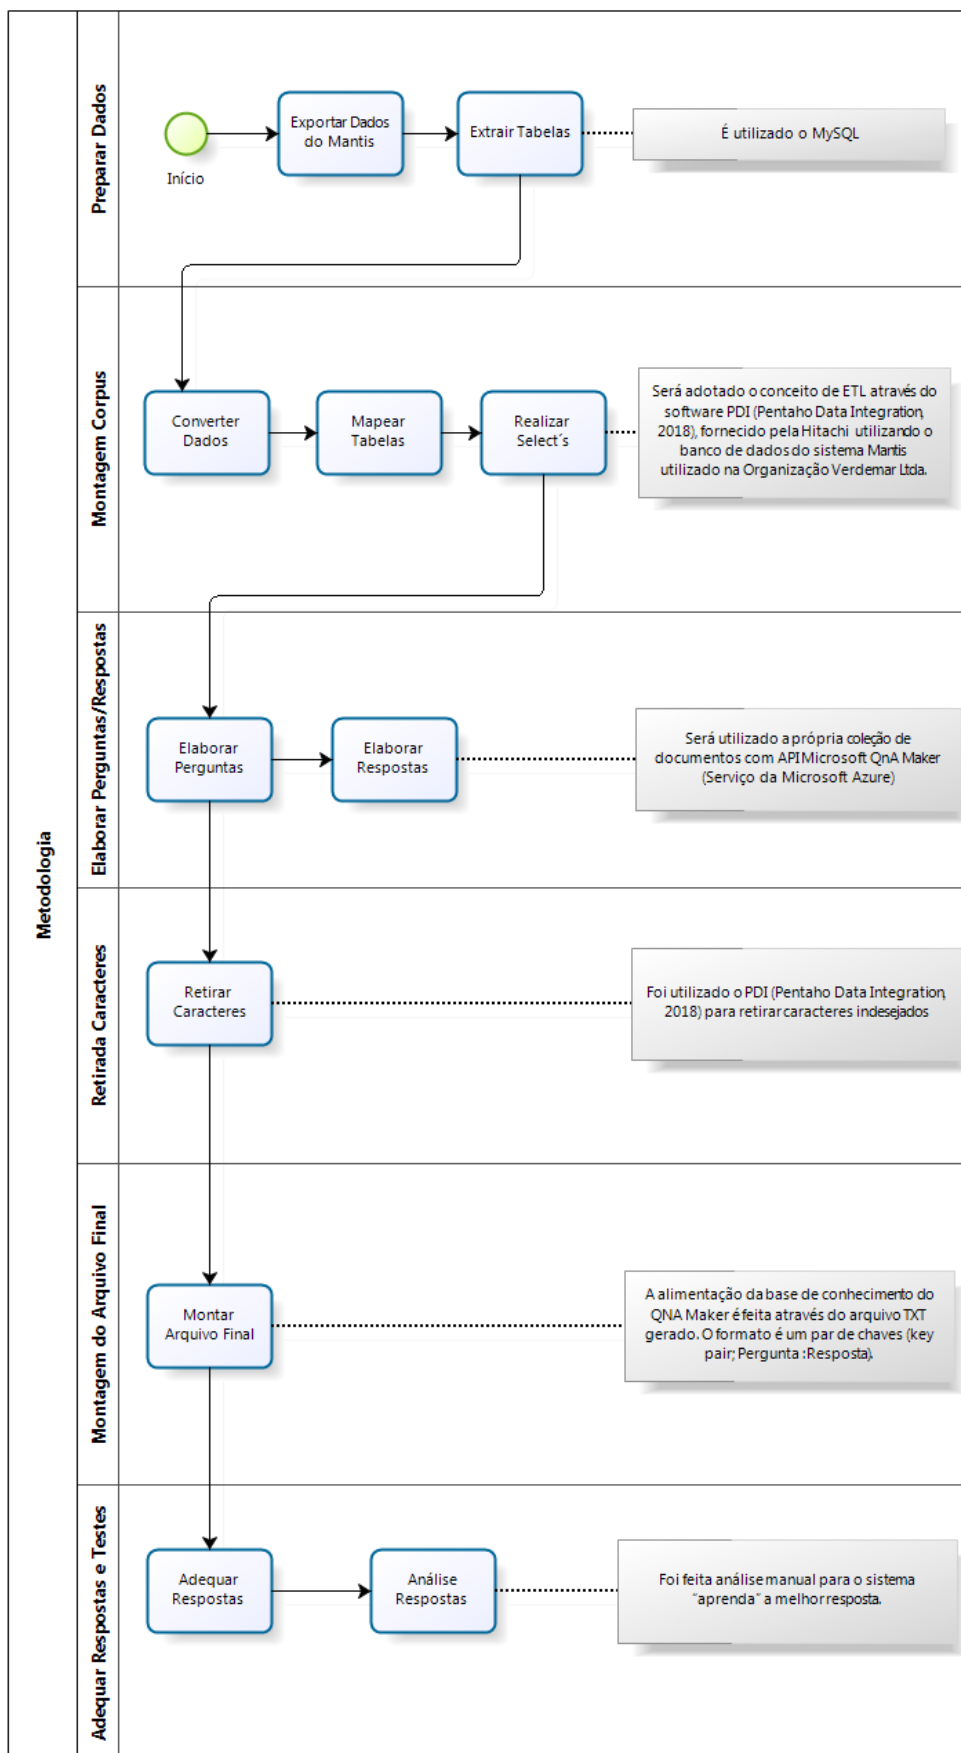 Metodologia
Preparar Dados
Início
Exportar Dados
do Mantis
Extrair Tabelas
É utilizado o MySQL
Montagem Corpus
Converter
Dados
Mapear
Tabelas
Realizar
Select´s
Será adotado o conceito de ETL através do
software PDI (Pentaho Data Integration,
2018), fornecido pela Hitachi utilizando o
banco de dados do sistema Mantis
utilizado na Organização Verdemar Ltda.
Elaborar Perguntas/Respostas
Elaborar
Perguntas
Elaborar
Respostas
Será utilizado a própria coleção de
documentos com API Microsoft QnA Maker
(Serviço da Microsoft Azure)
Retirada Caracteres
Retirar
Caracteres
Foi utilizado o PDI (Pentaho Data Integration,
2018) para retirar caracteres indesejados
Montagem do Arquivo Final
Montar
Arquivo Final
A alimentação da base de conhecimento do
QNA Maker é feita através do arquivo TXT
gerado. O formato é um par de chaves (key
pair; Pergunta :Resposta).
Adequar Respostas e Testes
Adequar
Respostas
Análise
Respostas
Foi feita análise manual para o sistema
“aprenda” a melhor resposta.